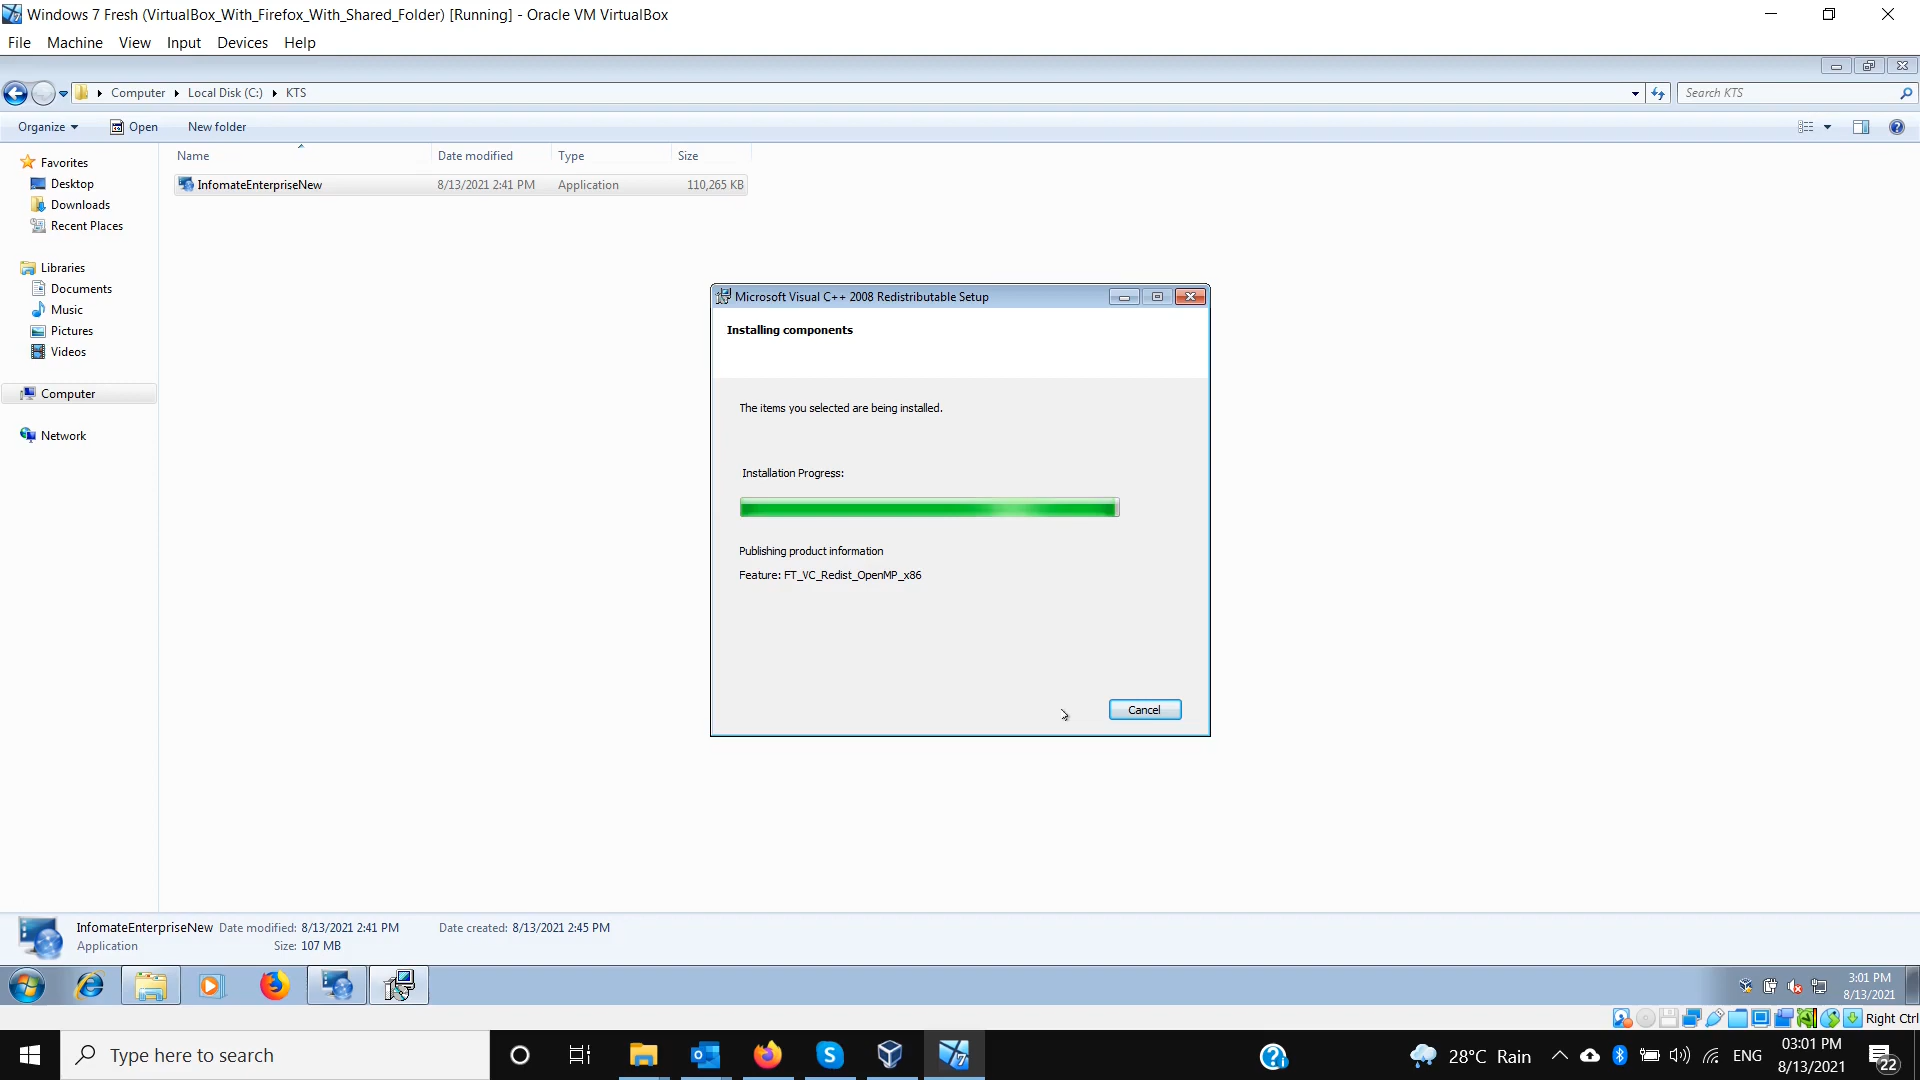 Windows 7 Fresh (VirtualBox_With_Firefox_With_Shared_Folder) [Running] - Oracle VM VirtualBox
File Machine View Input Devices Help
Computer Local Disk (C:) KTS
Search KTS
Organize Open New folder
Name Date modified Type Size
InfomateEnterpriseNew 8/13/2021 2:41 PM Application 110,265 KB
Favorites
Desktop
Downloads
Recent Places
Libraries
Documents
Music
Pictures
Videos
Computer
Network
Microsoft Visual C++ 2008 Redistributable Setup
Installing components
The items you selected are being installed.
Installation Progress:
Publishing product information
Feature: FT_VC_Redist_OpenMP_x86
Cancel
InfomateEnterpriseNew Date modified: 8/13/2021 2:41 PM Date created: 8/13/2021 2:45 PM
Application Size: 107 MB
3:01 PM
8/13/2021
Right Ctrl
Type here to search
28°C Rain
ENG
03:01 PM
8/13/2021
22